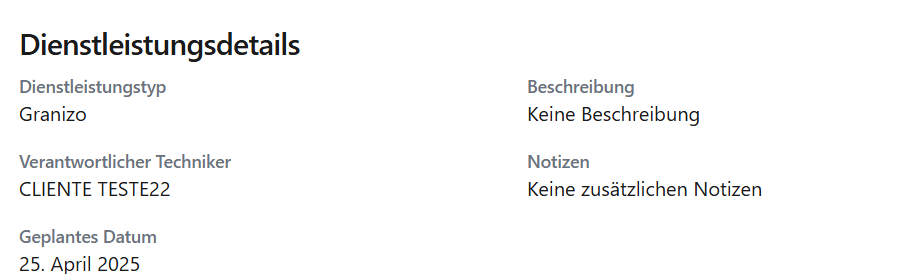 Dienstleistungsdetails
Dienstleistungstyp
Granizo
Beschreibung
Keine Beschreibung
Verantwortlicher Techniker
CLIENTE TESTE22
Notizen
Keine zusätzlichen Notizen
Geplantes Datum
25. April 2025